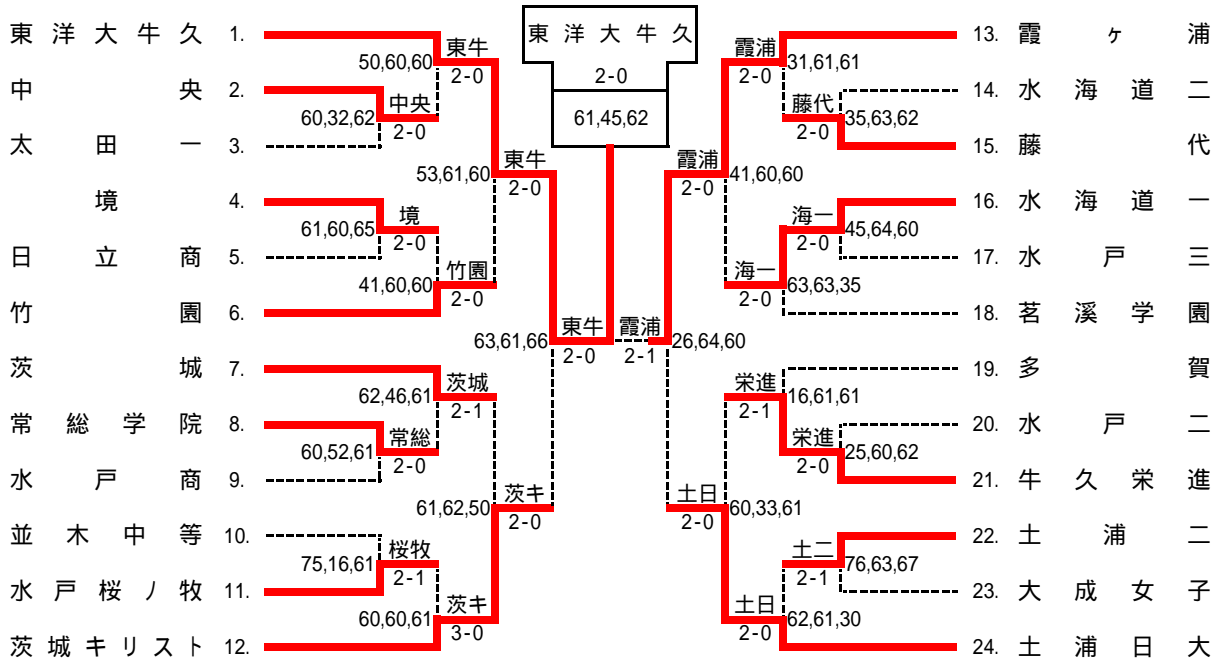 東洋大牛久 1.
中央 2.
太田一 3.
境 4.
日立商 5.
竹園 6.
茨城 7.
常総学院 8.
水戸商 9.
並木中等 10.
水戸桜ノ牧 11.
茨城キリスト 12.
東牛
50,60,60
2-0
中央
60,32,62
2-0
東牛
53,61,60
2-0
境
61,60,65
2-0
竹園
41,60,60
2-0
東牛
63,61,66
2-0
茨城
62,46,61
2-1
常総
60,52,61
2-0
茨キ
61,62,50
2-0
桜牧
75,16,61
2-1
茨キ
60,60,61
3-0
東洋大牛久
2-0
61,45,62
霞浦
2-1
26,64,60
霞浦
31,61,61
2-0
藤代
35,63,62
2-0
霞浦
41,60,60
2-0
海一
45,64,60
2-0
海一
63,63,35
2-0
栄進
16,61,61
2-1
栄進
25,60,62
2-0
土日
60,33,61
2-0
土二
76,63,67
2-1
土日
62,61,30
2-0
13. 霞ヶ浦
14. 水海道二
15. 藤代
16. 水海道一
17. 水戸三
18. 茗溪学園
19. 多賀
20. 水戸二
21. 牛久栄進
22. 土浦二
23. 大成女子
24. 土浦日大